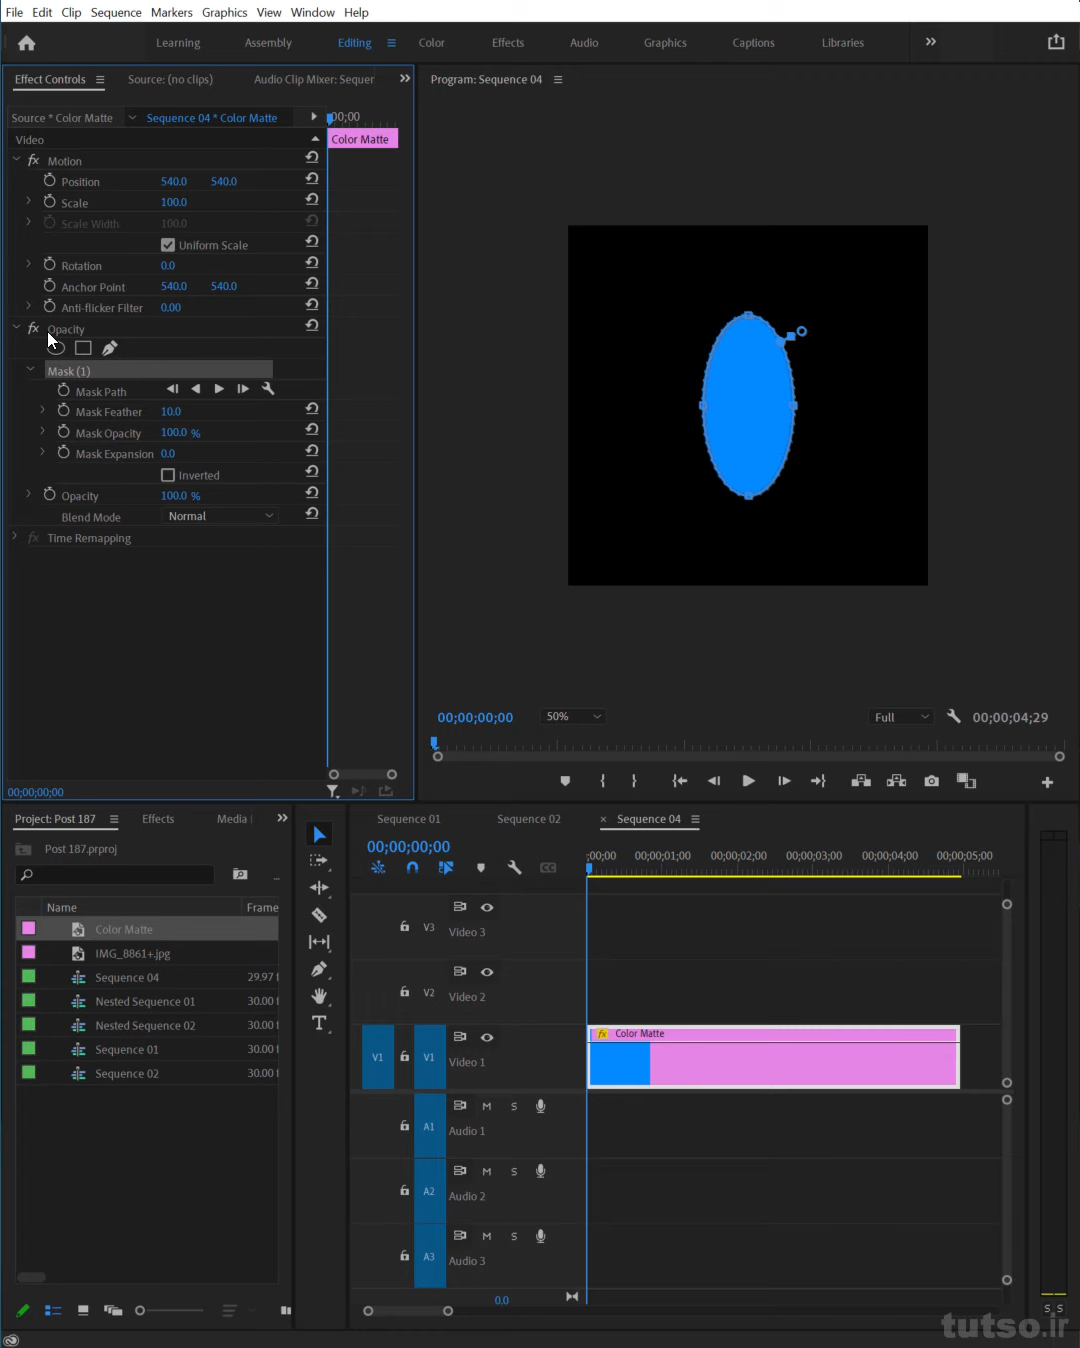 File Edit Clip Sequence Markers Graphics View Window Help
Learning Assembly Editing Color Effects Audio Graphics Captions Libraries
Effect Controls Source: (no clips) Audio Clip Mixer: Sequer Program: Sequence 04
Source * Color Matte Sequence 04 * Color Matte 00;00
Video Color Matte
fx Motion
Position 540.0 540.0
Scale 100.0
Scale Width 100.0
Uniform Scale
Rotation 0.0
Anchor Point 540.0 540.0
Anti-flicker Filter 0.00
fx Opacity
Mask (1)
Mask Path
Mask Feather 10.0
Mask Opacity 100.0 %
Mask Expansion 0.0
Inverted
Opacity 100.0 %
Blend Mode Normal
fx Time Remapping
00;00;00;00 50% Full 00;00;04;29
00;00;00;00
Project: Post 187 Effects Media Sequence 01 Sequence 02 × Sequence 04
Post 187.prproj 00;00;00;00
;00;00 00;00;01;00 00;00;02;00 00;00;03;00 00;00;04;00 00;00;05;00
Name Frame
Color Matte
IMG_8861+.jpg
Sequence 04 29.97 f
Nested Sequence 01 30.00 f
Nested Sequence 02 30.00 f
Sequence 01 30.00 f
Sequence 02 30.00 f
V3 Video 3
V2 Video 2
V1 V1 Video 1
fx Color Matte
M S
A1 Audio 1
M S
A2 Audio 2
M S
A3 Audio 3
0.0
S S
tutso.ir